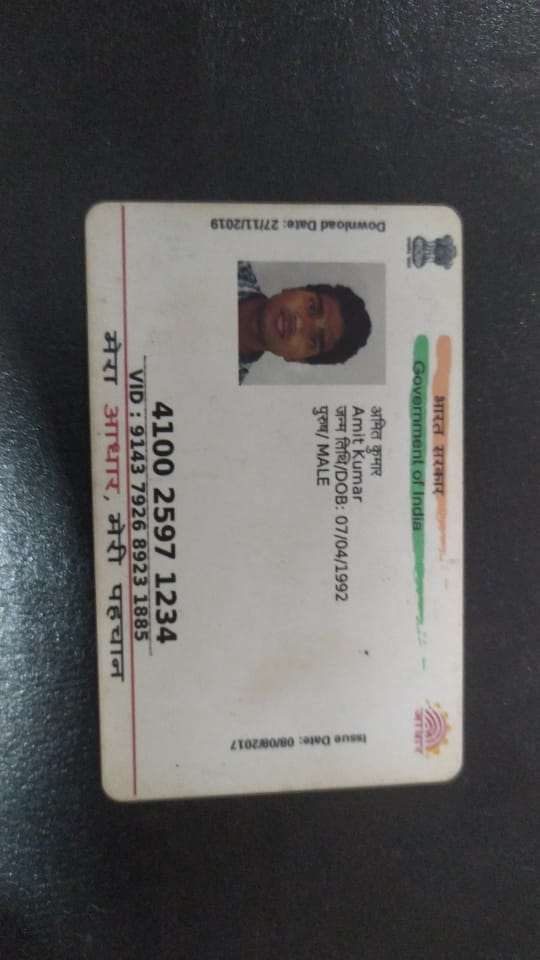 भारत सरकार
Government of India
Download Date: 27/11/2019
अमित कुमार
Amit Kumar
जन्म तिथि/DOB: 07/04/1992
पुरुष/ MALE
Issue Date: 08/08/2017
आधार
4100 2597 1234
VID : 9143 7926 8923 1885
मेरा आधार, मेरी पहचान